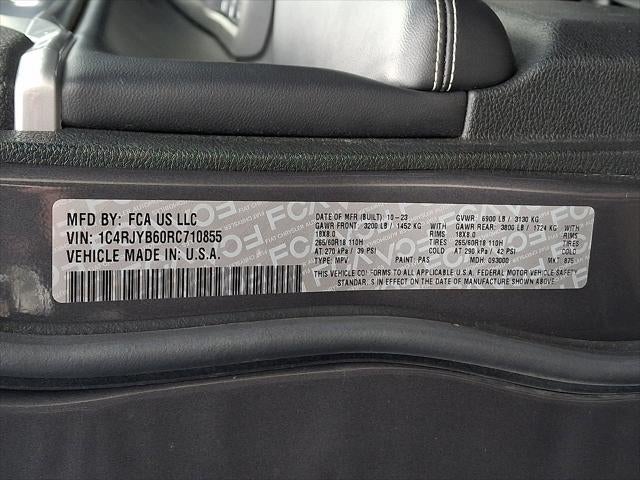 MFD BY: FCA US LLC
VIN: 1C4RJYB60RC710855
VEHICLE MADE IN: U.S.A.
DATE OF MFR (BUILT): 10-23 GVWR: 6900 LB / 3130 KG
GAWR FRONT: 3200 LB / 1452 KG WITH GAWR REAR: 3800 LB / 1724 KG WITH
18X8.0 RIMS 18X8.0 RIMS
265/60R18 110H TIRES 265/60R18 110H TIRES
AT 270 kPa / 39 PSI COLD AT 290 kPa / 42 PSI COLD
TYPE: MPV PAINT: PAS MDH: 093000 MKT: 875
THIS VEHICLE CONFORMS TO ALL APPLICABLE U.S.A. FEDERAL MOTOR VEHICLE SAFETY
STANDARDS IN EFFECT ON THE DATE OF MANUFACTURE SHOWN ABOVE